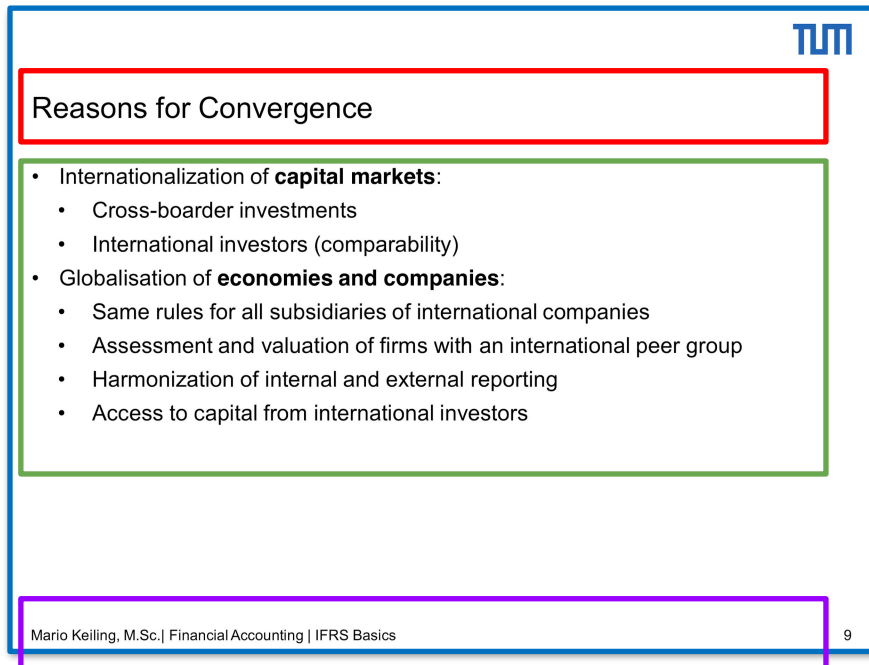 TUM
Reasons for Convergence
• Internationalization of capital markets:
• Cross-boarder investments
• International investors (comparability)
• Globalisation of economies and companies:
• Same rules for all subsidiaries of international companies
• Assessment and valuation of firms with an international peer group
• Harmonization of internal and external reporting
• Access to capital from international investors
Mario Keiling, M.Sc.| Financial Accounting | IFRS Basics 9